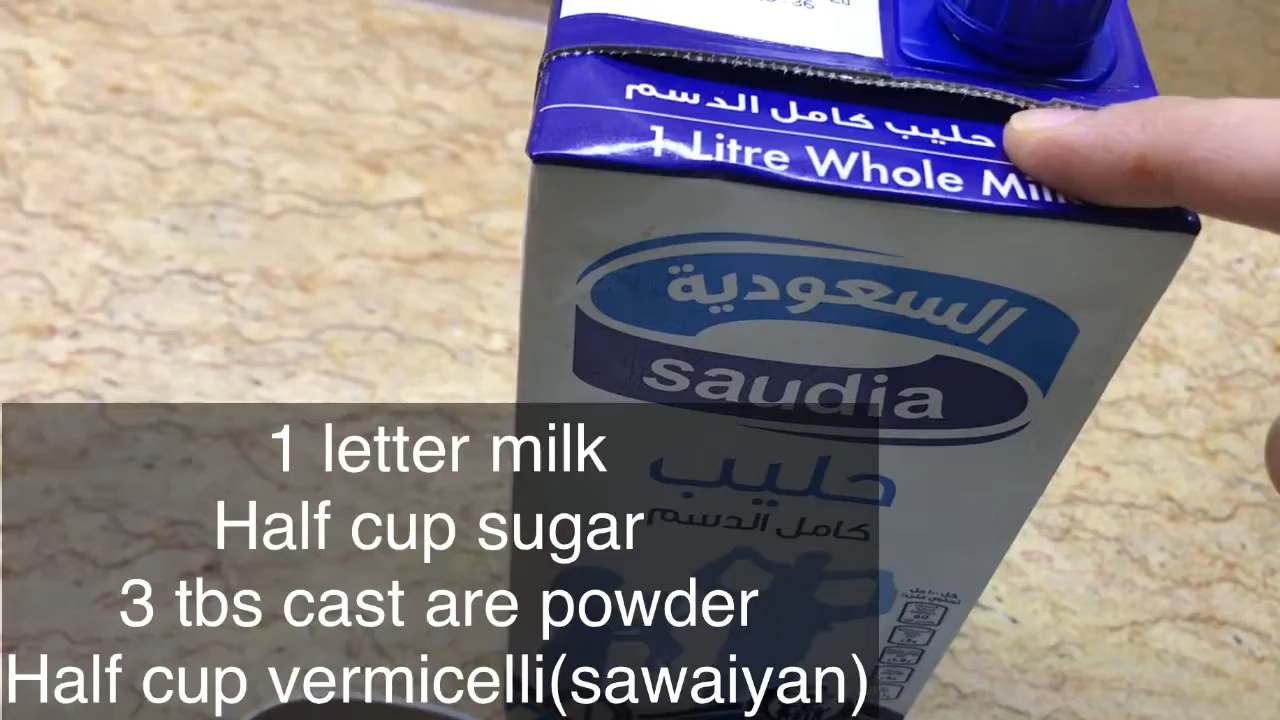 حليب كامل الدسم
1 Litre Whole Milk
السعودية
saudia
حليب
كامل الدسم
1 letter milk
Half cup sugar
3 tbs cast are powder
Half cup vermicelli(sawaiyan)